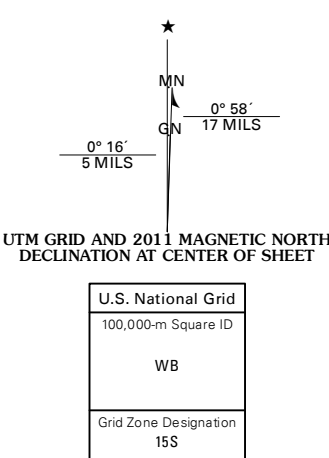 ★
MN
0° 58´
GN
17 MILS
0° 16´
5 MILS
UTM GRID AND 2011 MAGNETIC NORTH
DECLINATION AT CENTER OF SHEET
U.S. National Grid
100,000-m Square ID
WB
Grid Zone Designation
15S